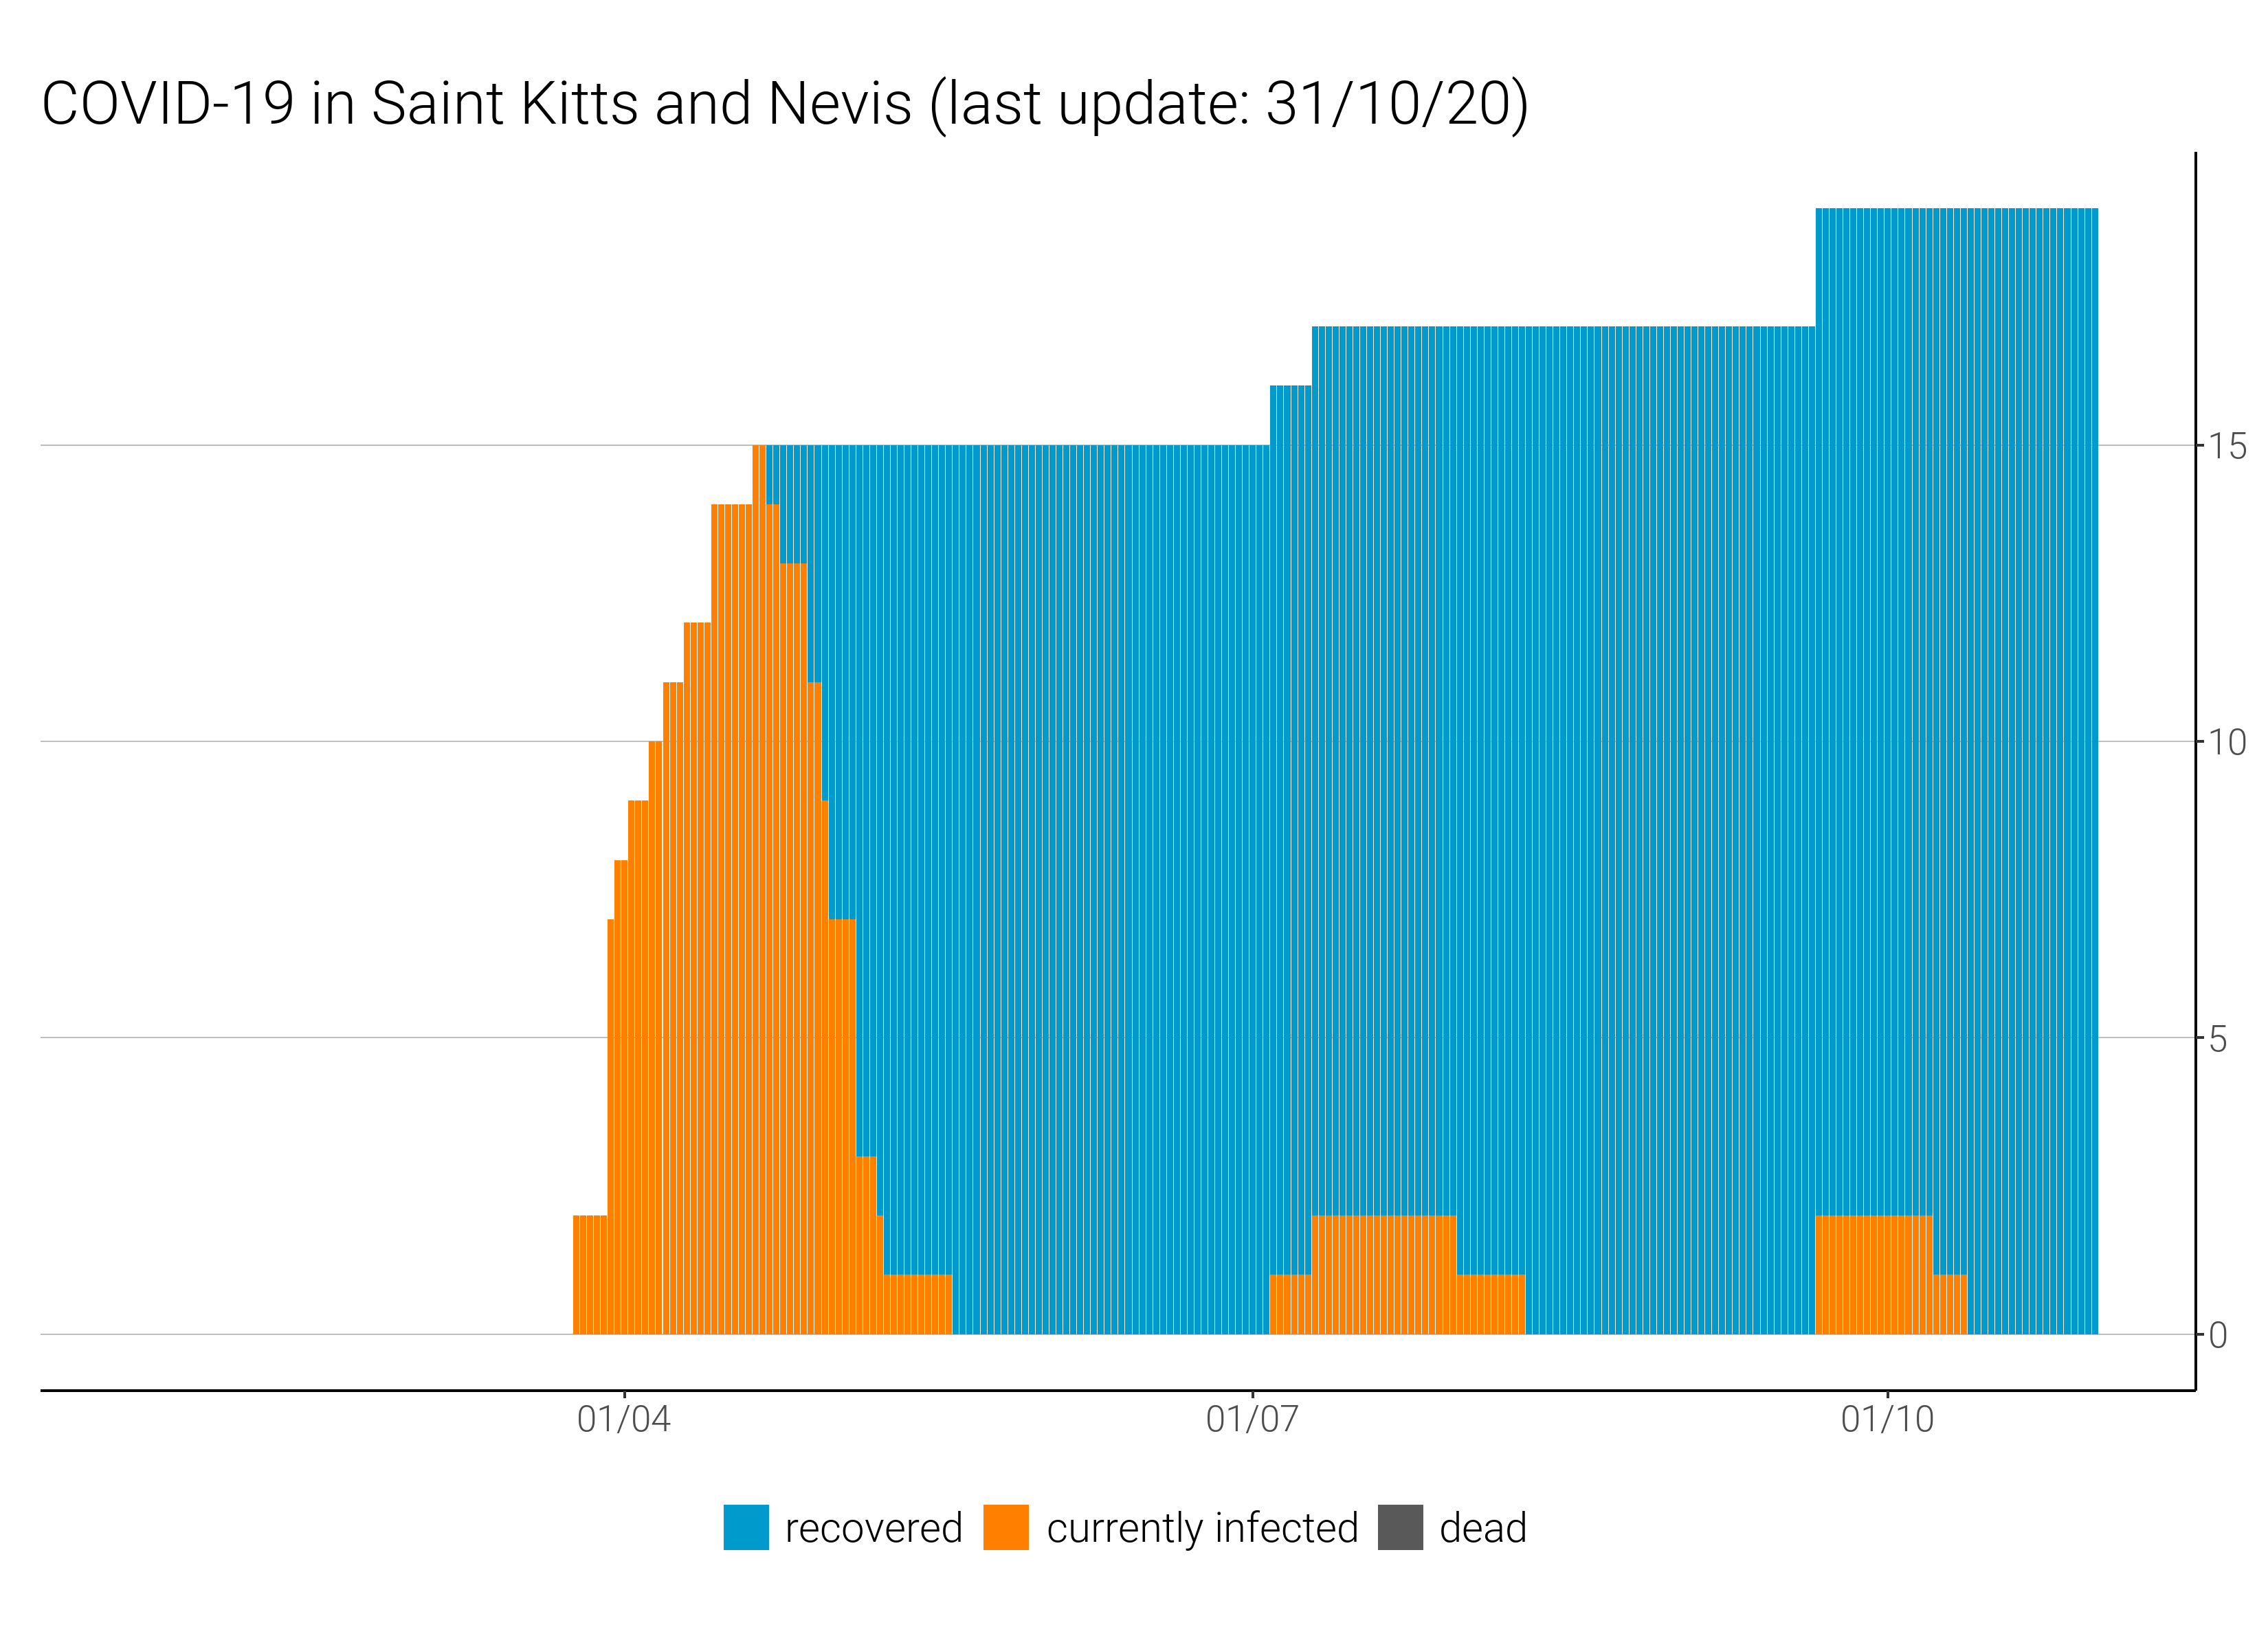 COVID-19 in Saint Kitts and Nevis (last update: 31/10/20)
15
10
5
0
01/04 01/07 01/10
recovered currently infected dead